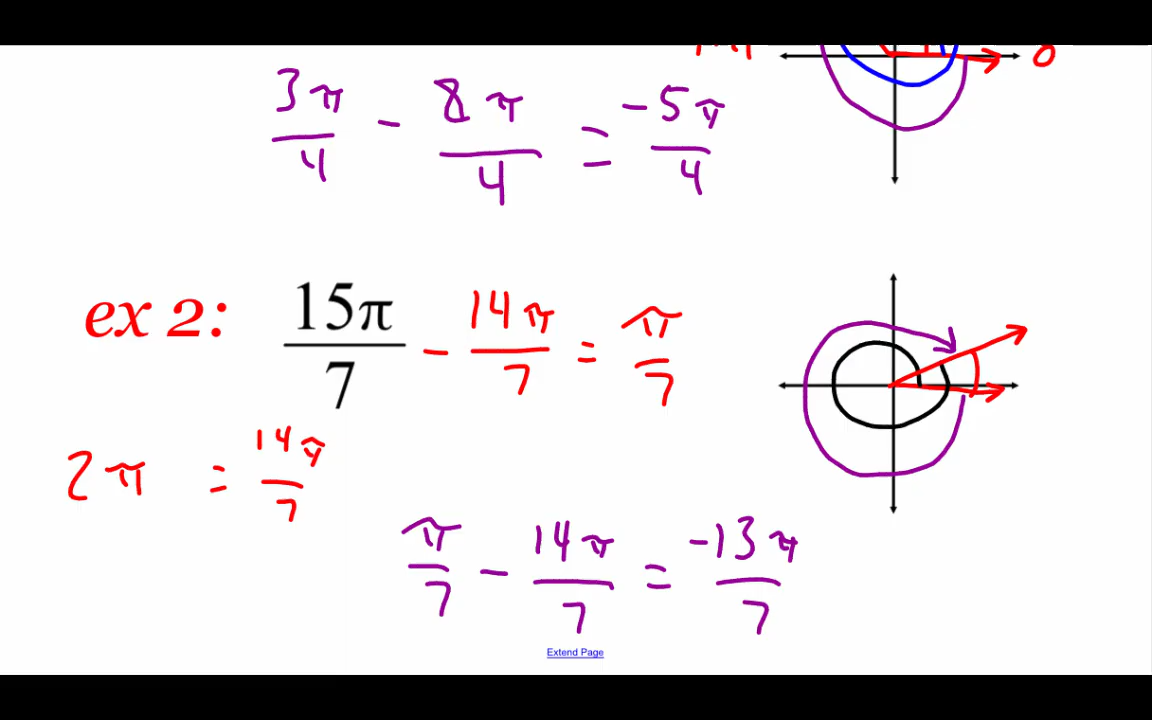 3π/4 - 8π/4 = -5π/4
0
ex 2: 15π/7 - 14π/7 = π/7
2π = 14π/7
π/7 - 14π/7 = -13π/7
Extend Page